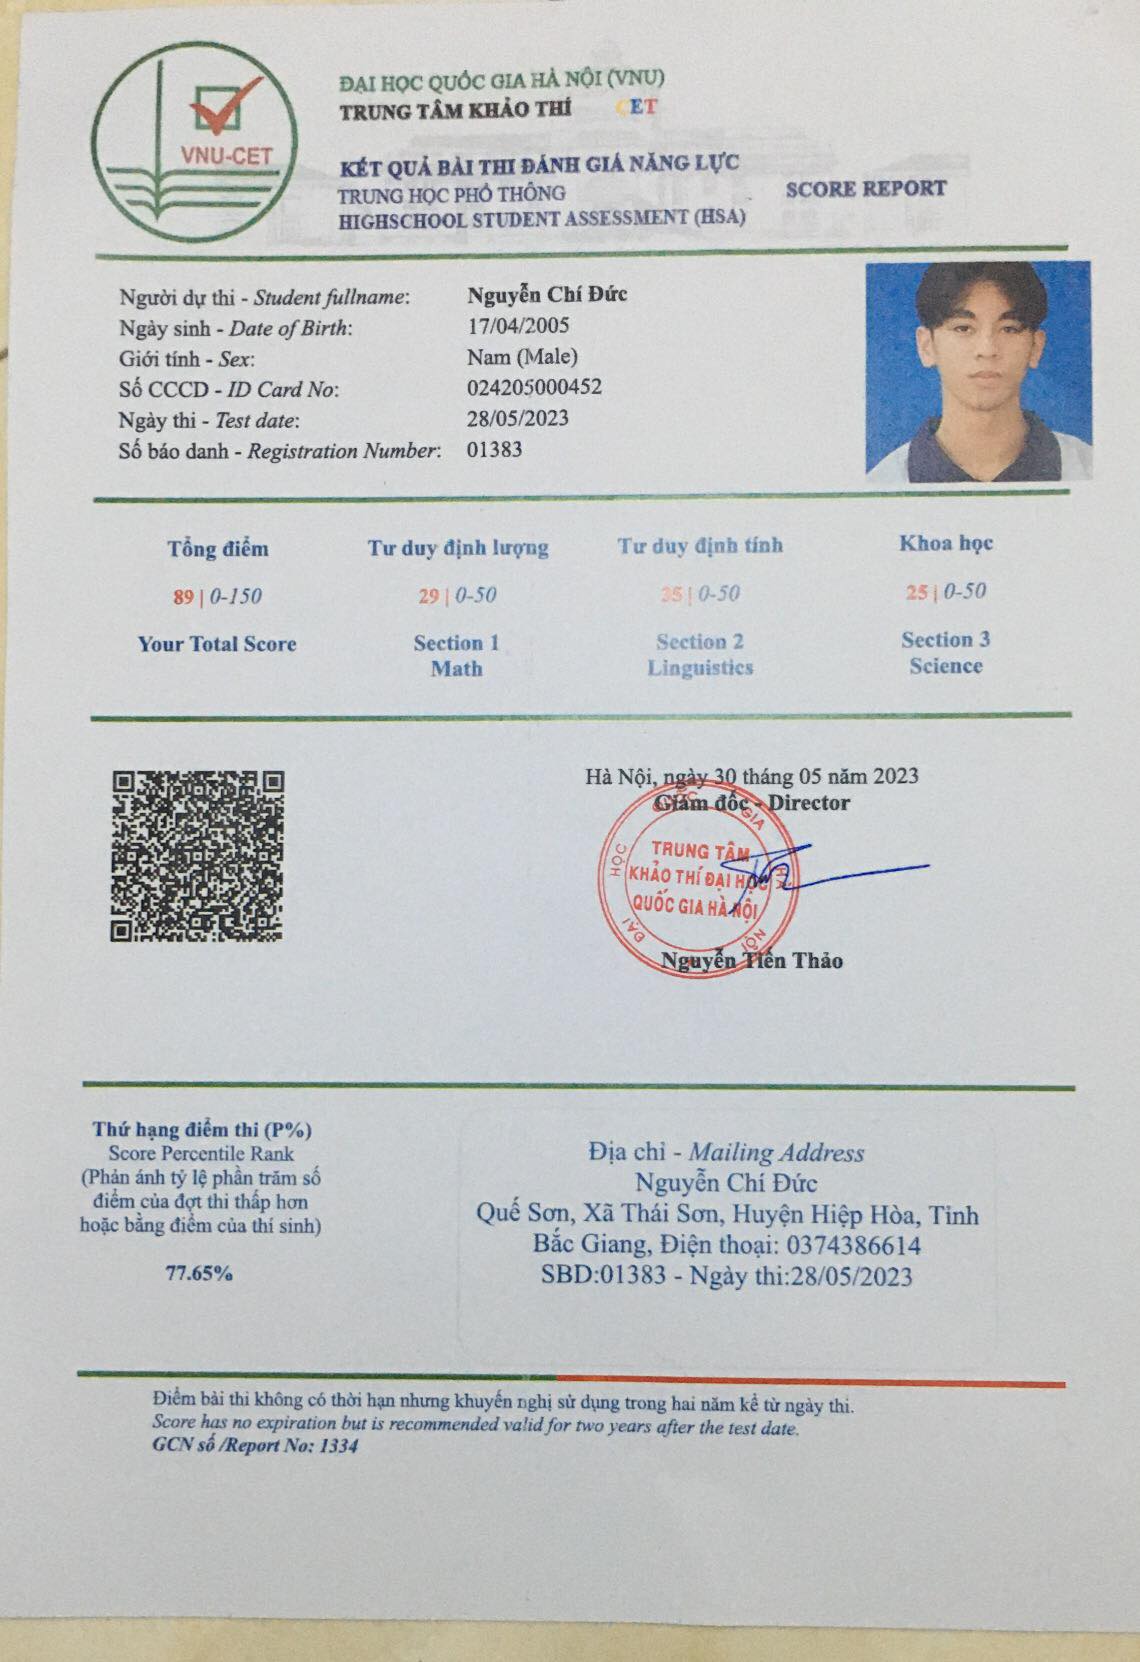 VNU-CET
ĐẠI HỌC QUỐC GIA HÀ NỘI (VNU)
TRUNG TÂM KHẢO THÍ CET
KẾT QUẢ BÀI THI ĐÁNH GIÁ NĂNG LỰC
TRUNG HỌC PHỔ THÔNG
HIGHSCHOOL STUDENT ASSESSMENT (HSA)
SCORE REPORT
Người dự thi - Student fullname: Nguyễn Chí Đức
Ngày sinh - Date of Birth: 17/04/2005
Giới tính - Sex: Nam (Male)
Số CCCD - ID Card No: 024205000452
Ngày thi - Test date: 28/05/2023
Số báo danh - Registration Number: 01383
Tổng điểm Tư duy định lượng Tư duy định tính Khoa học
89 | 0-150 29 | 0-50 35 | 0-50 25 | 0-50
Your Total Score Section 1 Section 2 Section 3
Math Linguistics Science
Hà Nội, ngày 30 tháng 05 năm 2023
Giám đốc - Director
ĐẠI HỌC QUỐC GIA HÀ NỘI
TRUNG TÂM
KHẢO THÍ ĐẠI HỌC
QUỐC GIA HÀ NỘI
Nguyễn Tiến Thảo
Thứ hạng điểm thi (P%)
Score Percentile Rank
(Phản ánh tỷ lệ phần trăm số
điểm của đợt thi thấp hơn
hoặc bằng điểm của thí sinh)
77.65%
Địa chỉ - Mailing Address
Nguyễn Chí Đức
Quế Sơn, Xã Thái Sơn, Huyện Hiệp Hòa, Tỉnh
Bắc Giang, Điện thoại: 0374386614
SBD:01383 - Ngày thi:28/05/2023
Điểm bài thi không có thời hạn nhưng khuyến nghị sử dụng trong hai năm kể từ ngày thi.
Score has no expiration but is recommended valid for two years after the test date.
GCN số /Report No: 1334